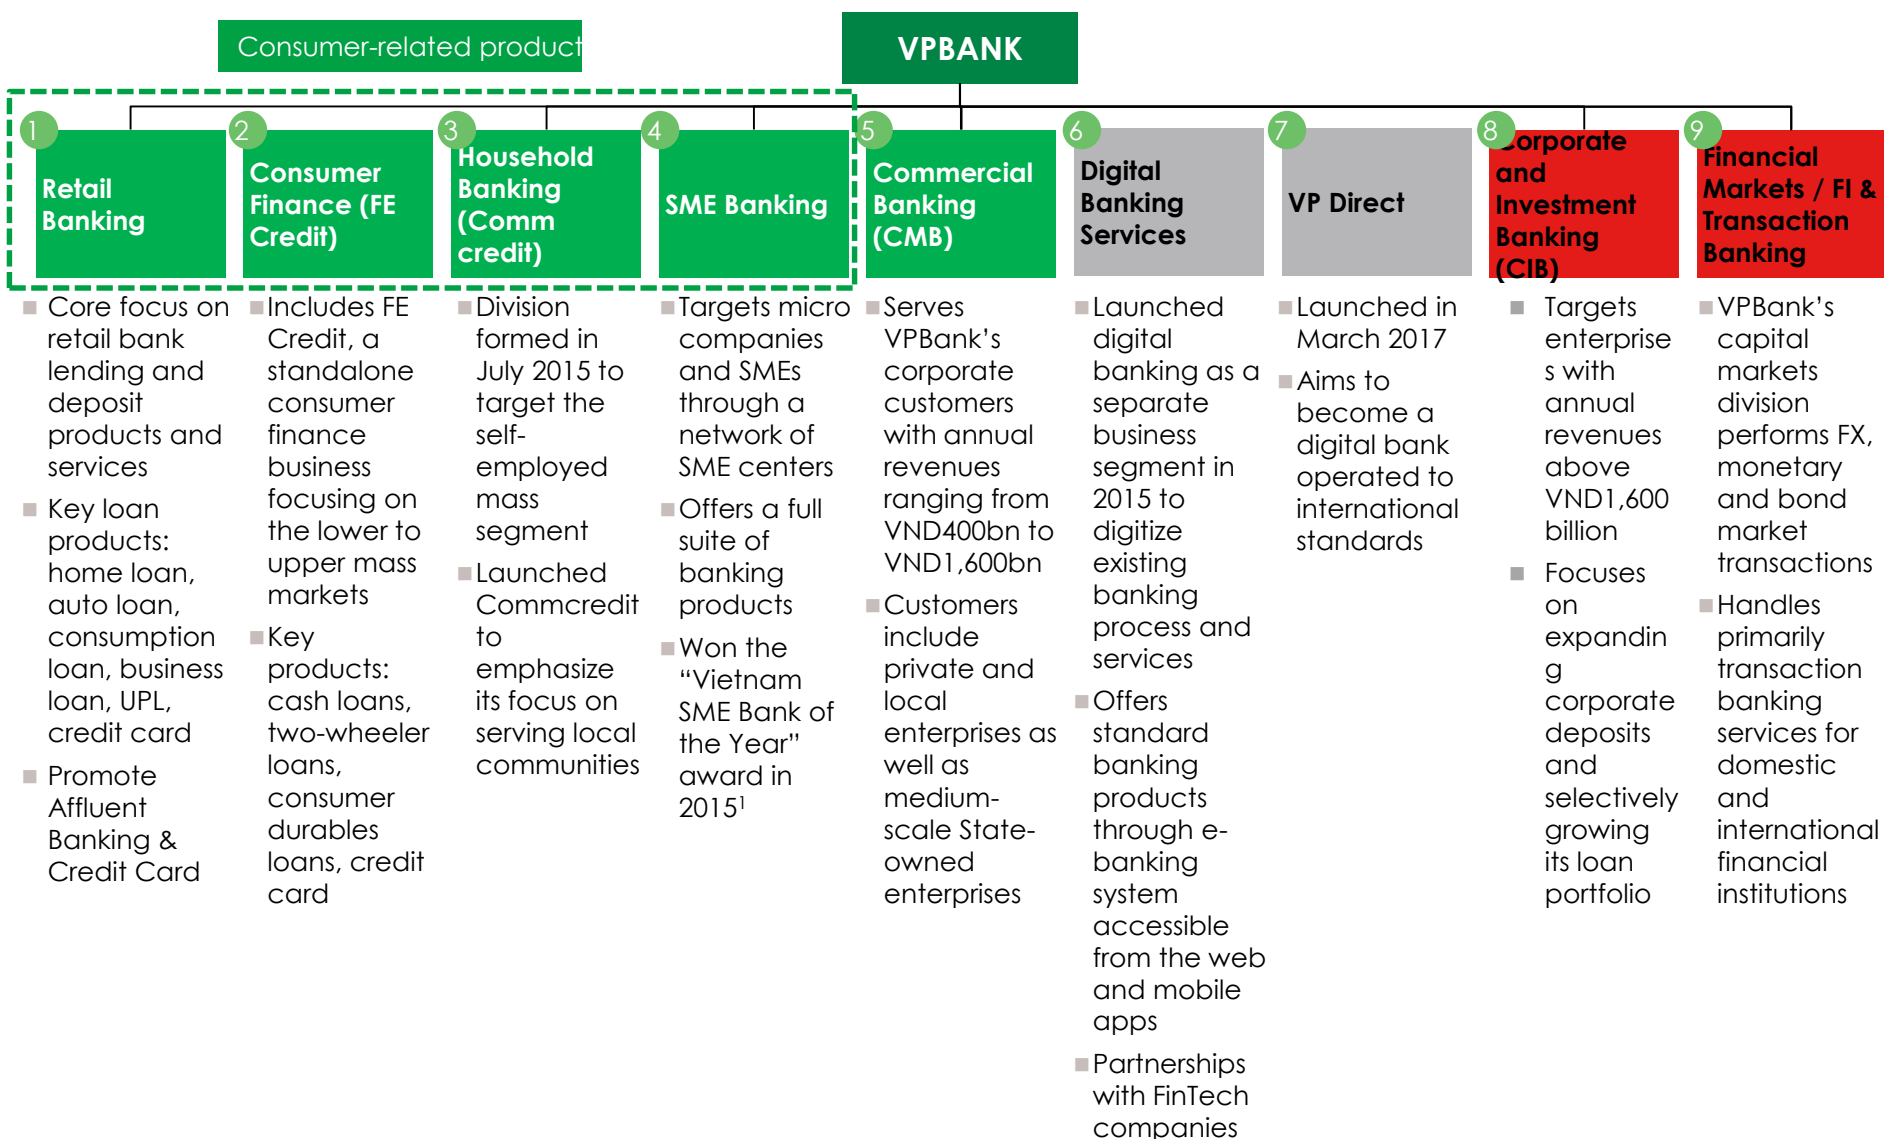 Consumer-related product
VPBANK
1
Retail
Banking
Core focus on
retail bank
lending and
deposit
products and
services
Key loan
products:
home loan,
auto loan,
consumption
loan, business
loan, UPL,
credit card
Promote
Affluent
Banking &
Credit Card
2
Consumer
Finance (FE
Credit)
Includes FE
Credit, a
standalone
consumer
finance
business
focusing on
the lower to
upper mass
markets
Key
products:
cash loans,
two-wheeler
loans,
consumer
durables
loans, credit
card
3
Household
Banking
(Comm
credit)
Division
formed in
July 2015 to
target the
self-
employed
mass
segment
Launched
Commcredit
to
emphasize
its focus on
serving local
communities
4
SME Banking
Targets micro
companies
and SMEs
through a
network of
SME centers
Offers a full
suite of
banking
products
Won the
“Vietnam
SME Bank of
the Year”
award in
2015¹
5
Commercial
Banking
(CMB)
Serves
VPBank’s
corporate
customers
with annual
revenues
ranging from
VND400bn to
VND1,600bn
Customers
include
private and
local
enterprises as
well as
medium-
scale State-
owned
enterprises
6
Digital
Banking
Services
Launched
digital
banking as a
separate
business
segment in
2015 to
digitize
existing
banking
process and
services
Offers
standard
banking
products
through e-
banking
system
accessible
from the web
and mobile
apps
Partnerships
with FinTech
companies
7
VP Direct
Launched in
March 2017
Aims to
become a
digital bank
operated to
international
standards
8
Corporate
and
Investment
Banking
(CIB)
Targets
enterprise
s with
annual
revenues
above
VND1,600
billion
Focuses
on
expandin
g
corporate
deposits
and
selectively
growing
its loan
portfolio
9
Financial
Markets / FI &
Transaction
Banking
VPBank’s
capital
markets
division
performs FX,
monetary
and bond
market
transactions
Handles
primarily
transaction
banking
services for
domestic
and
international
financial
institutions